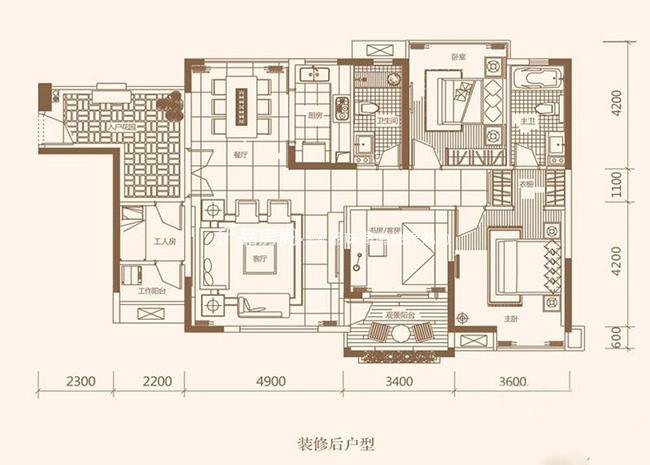 卧室
厨房
卫生间
主卫
入户花园
餐厅
衣橱
工人房
书房/客房
客厅
工作阳台
观景阳台
主卧
4200
1100
4200
600
2300
2200
4900
3400
3600
装修后户型